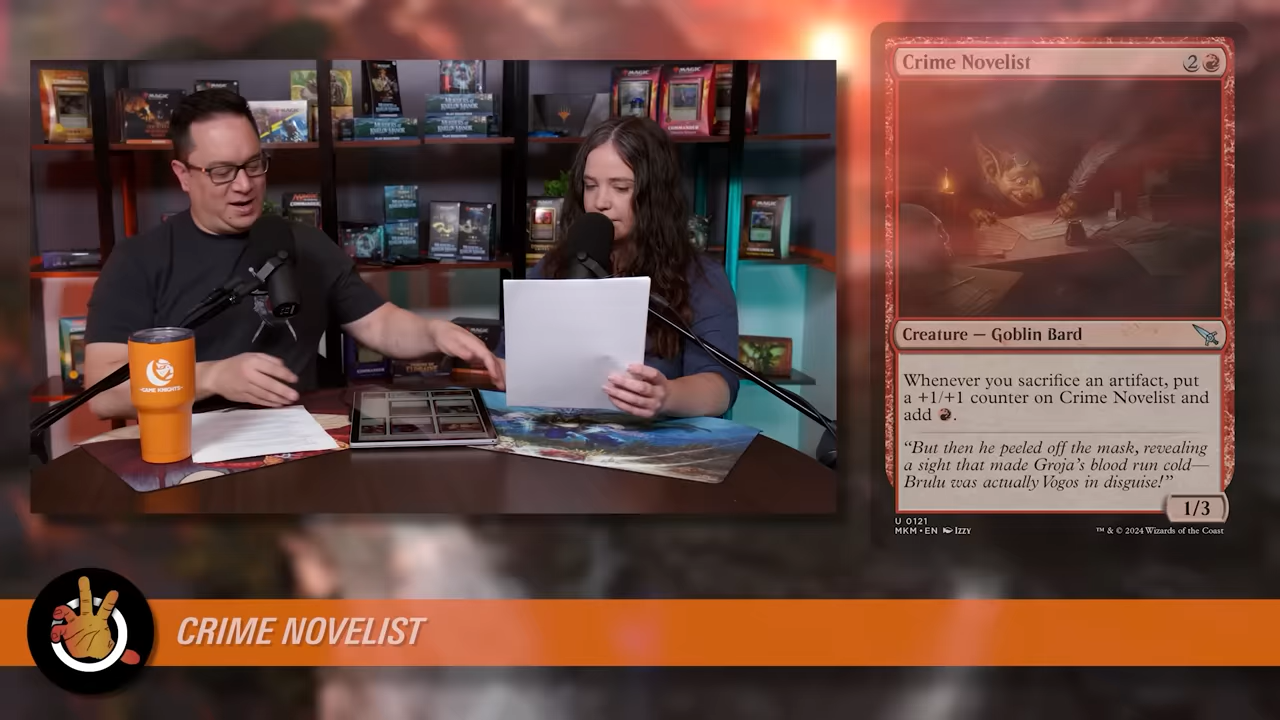 Crime Novelist
2
Creature — Goblin Bard
Whenever you sacrifice an artifact, put
a +1/+1 counter on Crime Novelist and
add .
“But then he peeled off the mask, revealing
a sight that made Groja’s blood run cold—
Brulu was actually Vogos in disguise!”
1/3
U 0121
MKM • EN Izzy
™ & © 2024 Wizards of the Coast
GAME KNIGHTS
COMMANDER
CRIME NOVELIST